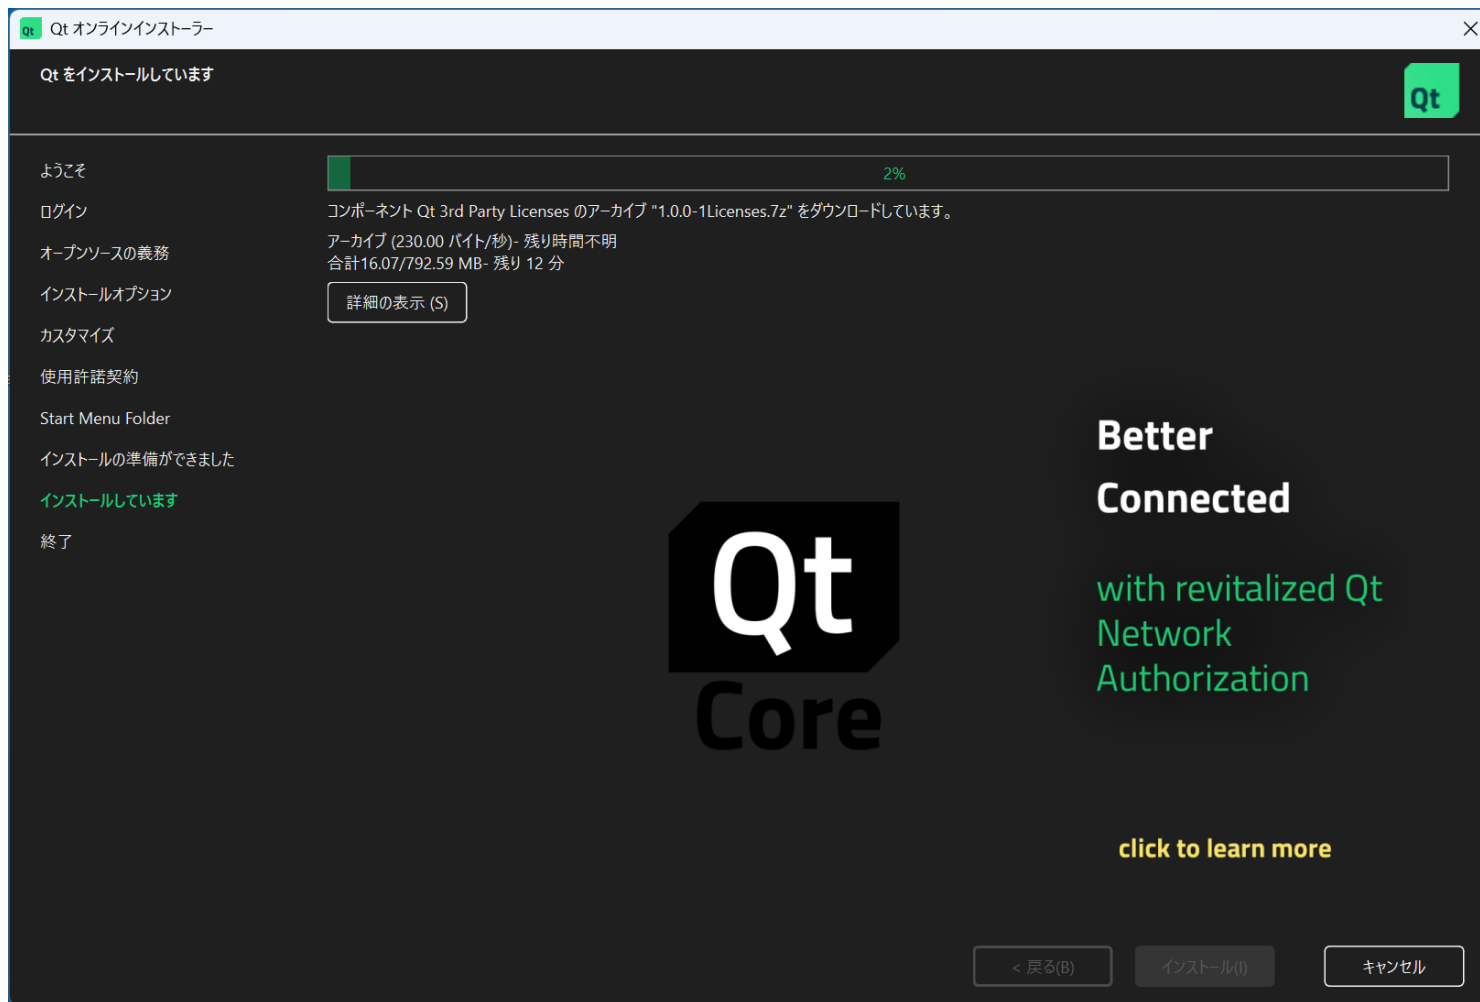 Qt オンラインインストーラー
Qt をインストールしています
Qt
ようこそ
ログイン
オープンソースの義務
インストールオプション
カスタマイズ
使用許諾契約
Start Menu Folder
インストールの準備ができました
インストールしています
終了
2%
コンポーネント Qt 3rd Party Licenses のアーカイブ "1.0.0-1Licenses.7z" をダウンロードしています。
アーカイブ (230.00 バイト/秒)- 残り時間不明
合計16.07/792.59 MB- 残り 12 分
詳細の表示 (S)
Qt
Core
Better
Connected
with revitalized Qt
Network
Authorization
click to learn more
< 戻る(B)
インストール(I)
キャンセル